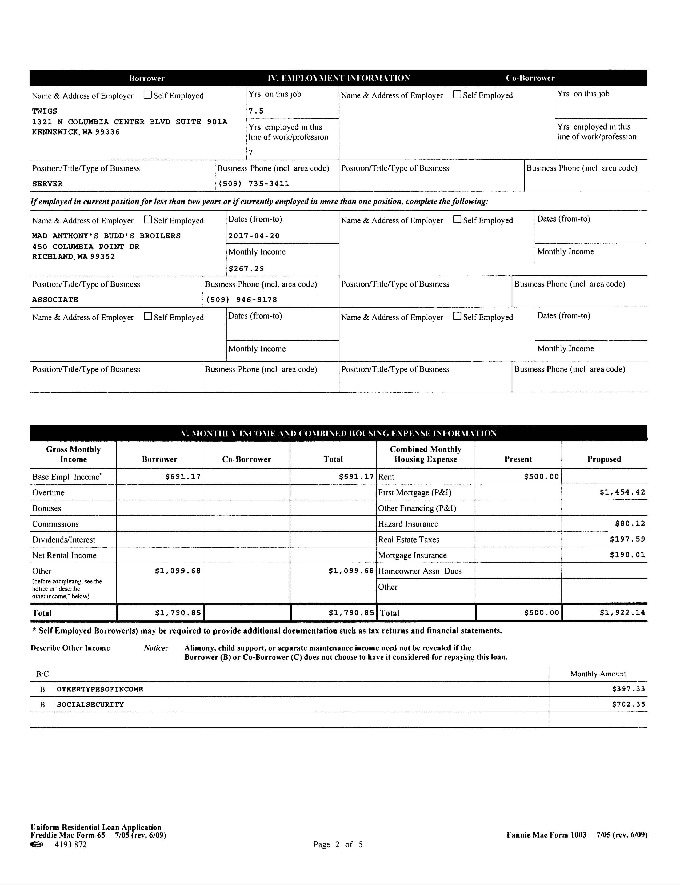 Borrower IV. EMPLOYMENT INFORMATION Co-Borrower
Name & Address of Employer Self Employed Yrs. on this job Name & Address of Employer Self Employed Yrs. on this job
TWIGS 7.5
1321 N COLUMBIA CENTER BLVD SUITE 901A
KENNEWICK, WA 99336
Yrs. employed in this line of work/profession Yrs. employed in this line of work/profession
7
Position/Title/Type of Business Business Phone (incl. area code) Position/Title/Type of Business Business Phone (incl. area code)
SERVER (509) 735-3411
If employed in current position for less than two years or if currently employed in more than one position, complete the following:
Name & Address of Employer Self Employed Dates (from-to) Name & Address of Employer Self Employed Dates (from-to)
MAD ANTHONY'S BUDD'S BROILERS 2017-04-20
450 COLUMBIA POINT DR Monthly Income Monthly Income
RICHLAND, WA 99352
$267.25
Position/Title/Type of Business Business Phone (incl. area code) Position/Title/Type of Business Business Phone (incl. area code)
ASSOCIATE (509) 946-8178
Name & Address of Employer Self Employed Dates (from-to) Name & Address of Employer Self Employed Dates (from-to)
Monthly Income Monthly Income
Position/Title/Type of Business Business Phone (incl. area code) Position/Title/Type of Business Business Phone (incl. area code)
V. MONTHLY INCOME AND COMBINED HOUSING EXPENSE INFORMATION
Gross Monthly Income Borrower Co-Borrower Total Combined Monthly Housing Expense Present Proposed
Base Empl. Income* $691.17 $691.17 Rent $500.00
Overtime First Mortgage (P&I) $1,454.42
Bonuses Other Financing (P&I)
Commissions Hazard Insurance $80.12
Dividends/Interest Real Estate Taxes $197.59
Net Rental Income Mortgage Insurance $190.01
Other $1,099.68 $1,099.68 Homeowner Assn. Dues
(before completing, see the notice in "describe other income," below) Other
Total $1,790.85 $1,790.85 Total $500.00 $1,922.14
* Self Employed Borrower(s) may be required to provide additional documentation such as tax returns and financial statements.
Describe Other Income Notice: Alimony, child support, or separate maintenance income need not be revealed if the
Borrower (B) or Co-Borrower (C) does not choose to have it considered for repaying this loan.
B/C Monthly Amount
B OTHERTYPESOFINCOME $397.33
B SOCIALSECURITY $702.35
Uniform Residential Loan Application
Freddie Mac Form 65 7/05 (rev. 6/09) Fannie Mae Form 1003 7/05 (rev. 6/09)
4193 872 Page 2 of 5